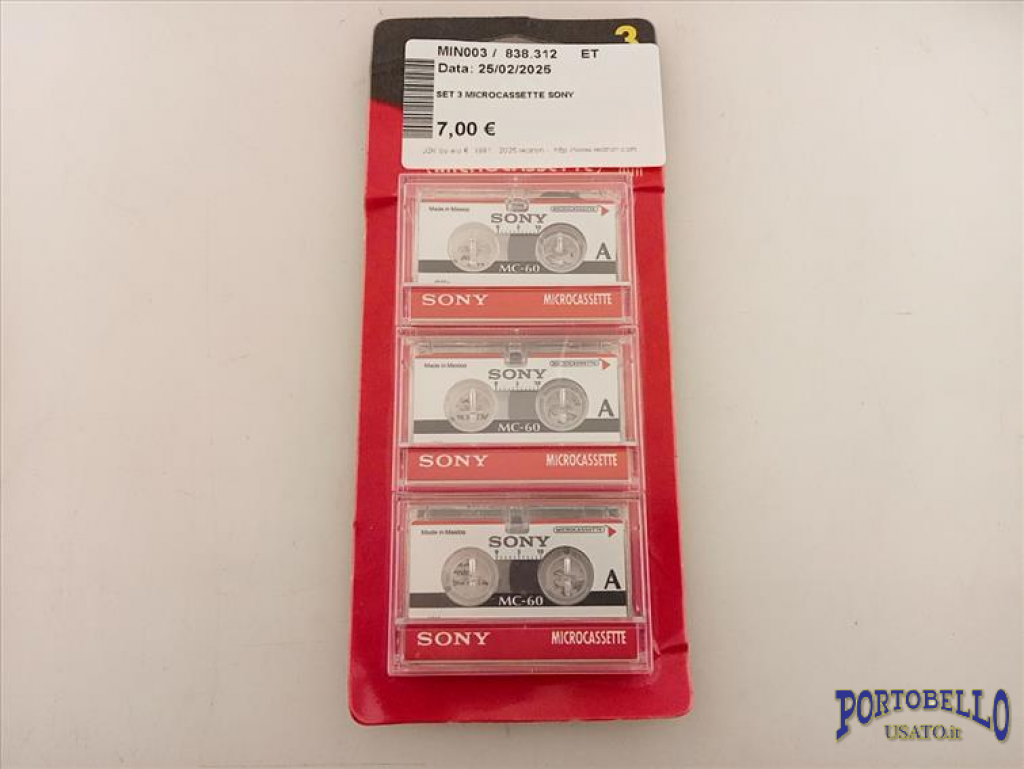 3
MIN003 / 838.312 ET
Data: 25/02/2025
SET 3 MICROCASSETTE SONY
7,00 €
Made in Mexico MICROCASSETTE
SONY
A
MC-60
SONY MICROCASSETTE
Made in Mexico MICROCASSETTE
SONY
A
MC-60
SONY MICROCASSETTE
Made in Mexico MICROCASSETTE
SONY
A
MC-60
SONY MICROCASSETTE
PORTOBELLO
USATO.it